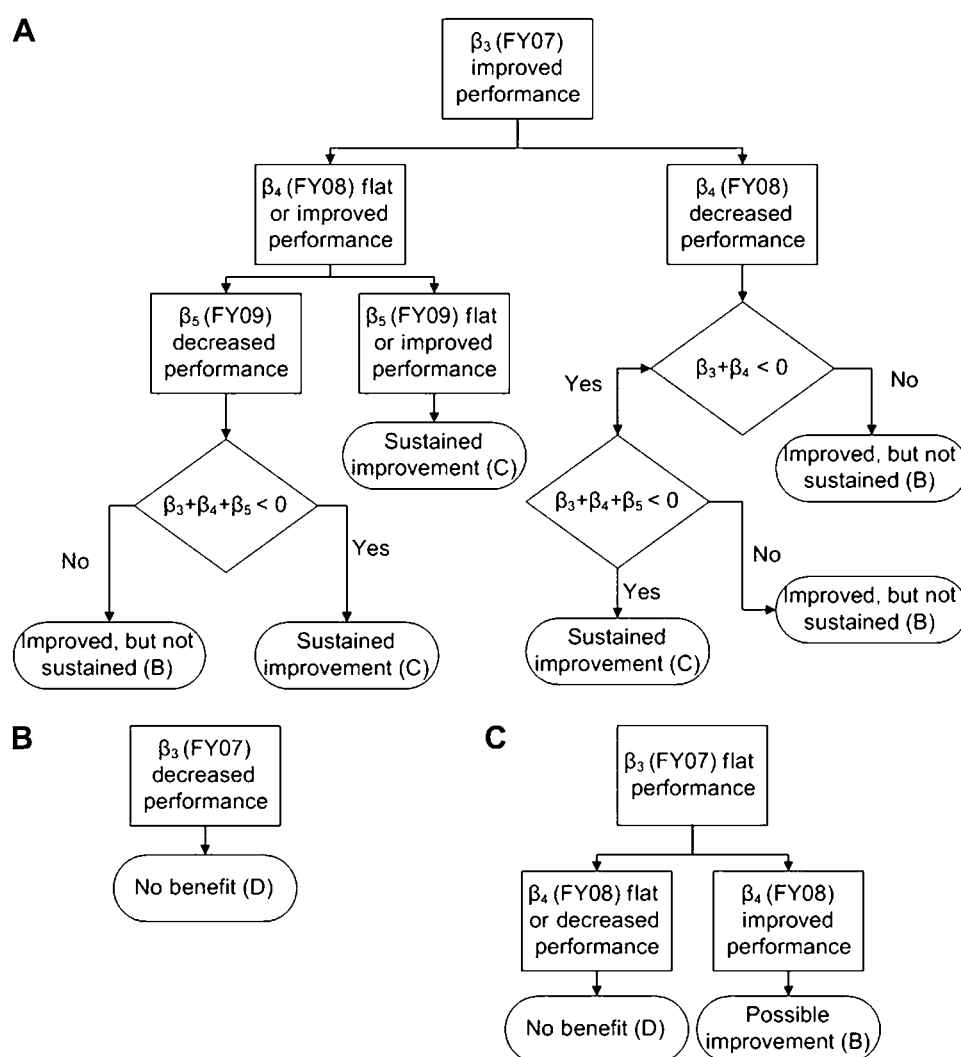 A
β₃ (FY07)
improved
performance
β₄ (FY08) flat
or improved
performance
β₄ (FY08)
decreased
performance
β₅ (FY09)
decreased
performance
β₅ (FY09) flat
or improved
performance
β₃+β₄ < 0
Yes
No
Sustained
improvement (C)
Improved, but not
sustained (B)
β₃+β₄+β₅ < 0
No
Yes
β₃+β₄+β₅ < 0
No
Yes
Improved, but not
sustained (B)
Improved, but not
sustained (B)
Sustained
improvement (C)
Sustained
improvement (C)
B
β₃ (FY07)
decreased
performance
No benefit (D)
C
β₃ (FY07) flat
performance
β₄ (FY08) flat
or decreased
performance
β₄ (FY08)
improved
performance
No benefit (D)
Possible
improvement (B)